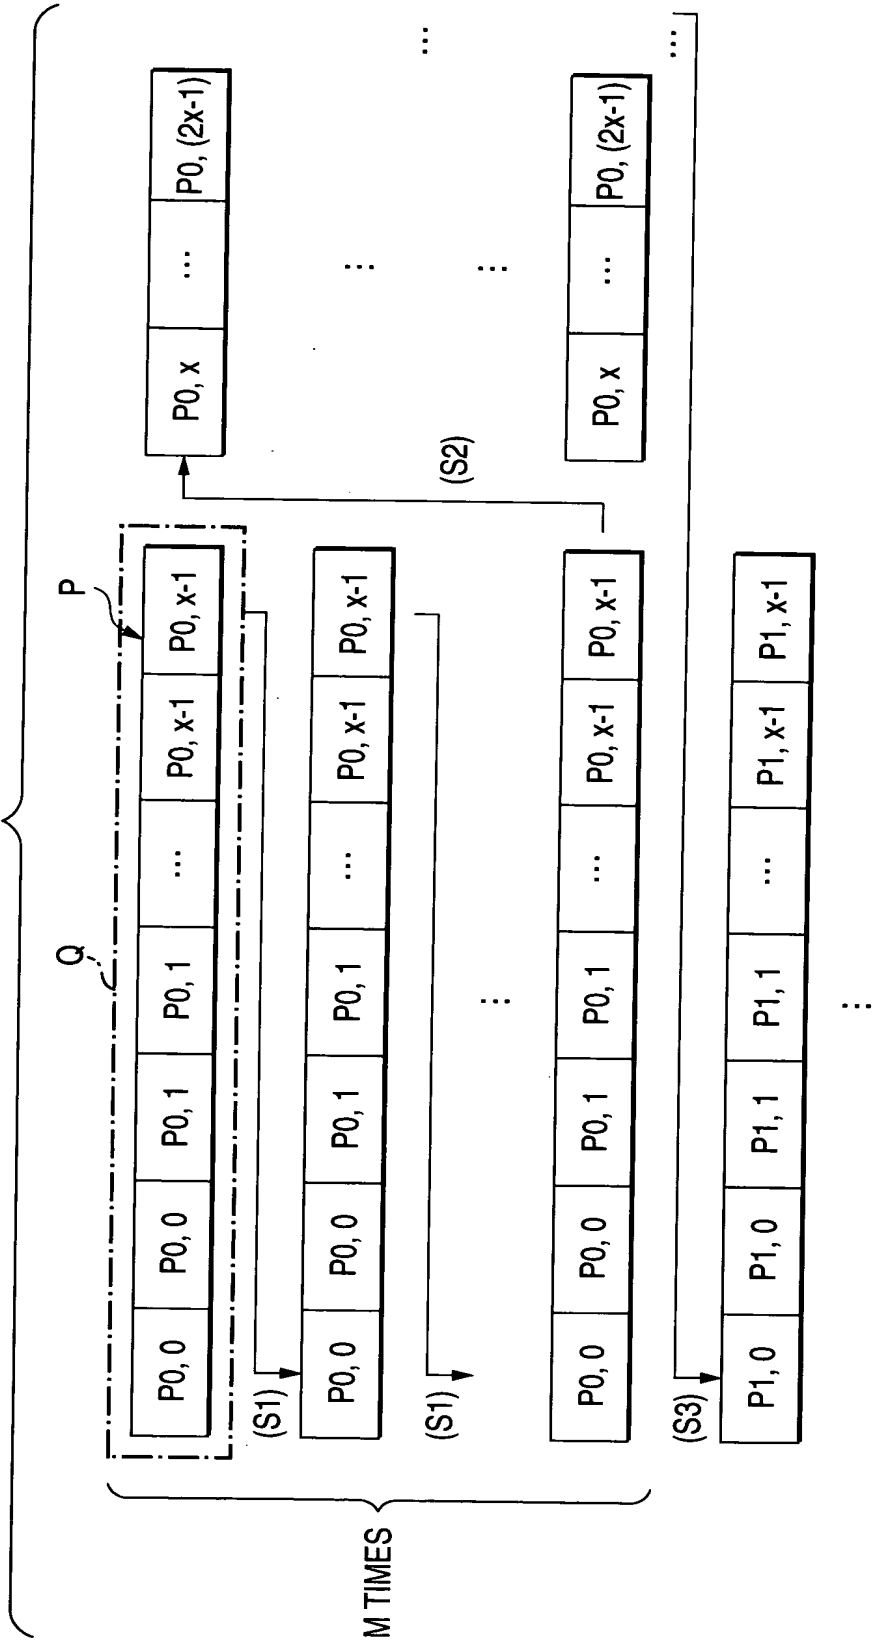 P
Q
P0, 0 P0, 0 P0, 1 P0, 1 ... P0, x-1 P0, x-1
P0, x ... P0, (2x-1)
(S1)
P0, 0 P0, 0 P0, 1 P0, 1 ... P0, x-1 P0, x-1
... ...
(S1)
(S2)
... ...
P0, 0 P0, 0 P0, 1 P0, 1 ... P0, x-1 P0, x-1
P0, x ... P0, (2x-1)
M TIMES
(S3)
...
P1, 0 P1, 0 P1, 1 P1, 1 ... P1, x-1 P1, x-1
...